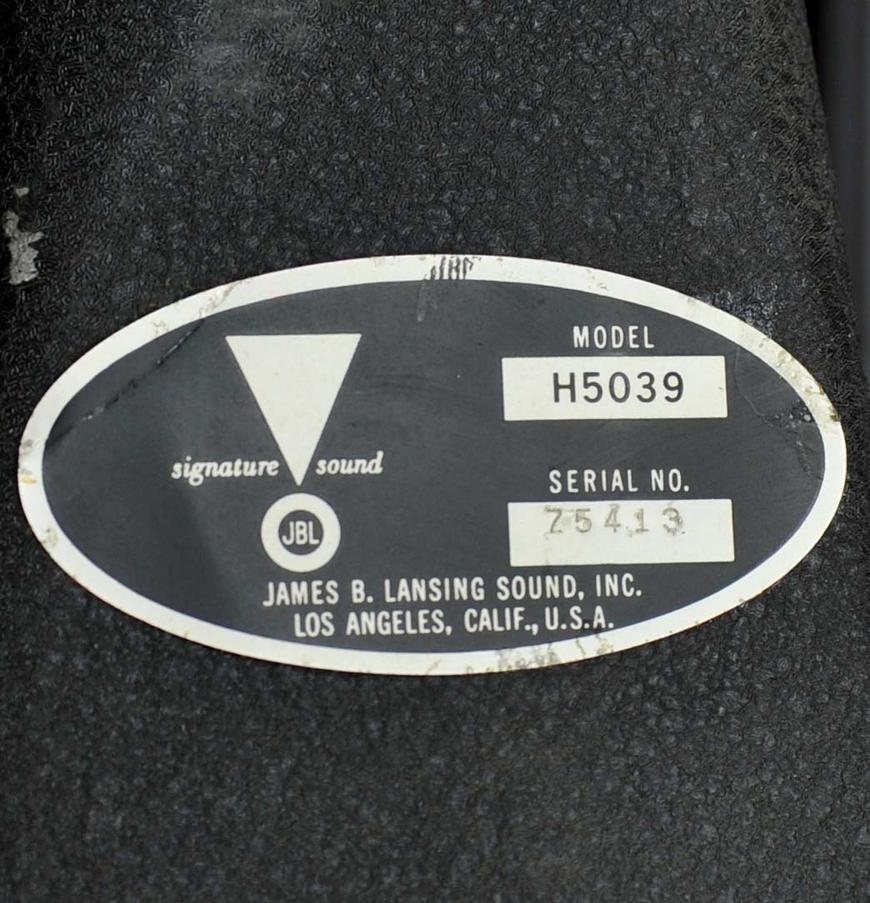 MODEL
H5039
signature sound
SERIAL NO.
75413
JBL
JAMES B. LANSING SOUND, INC.
LOS ANGELES, CALIF., U.S.A.